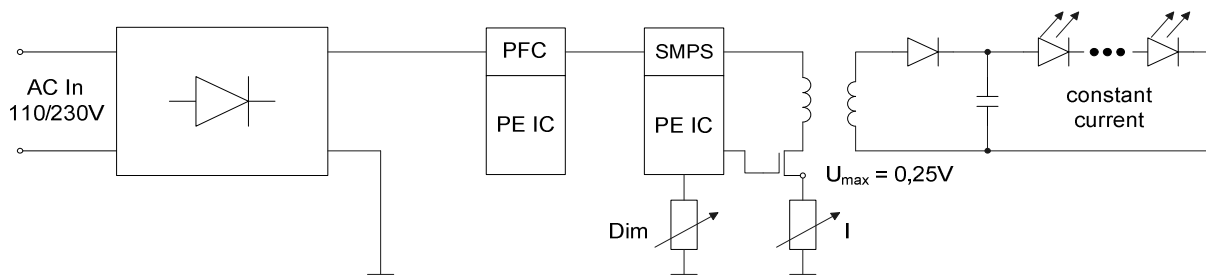 AC In
110/230V
PFC
PE IC
SMPS
PE IC
Dim
I
Umax = 0,25V
constant
current